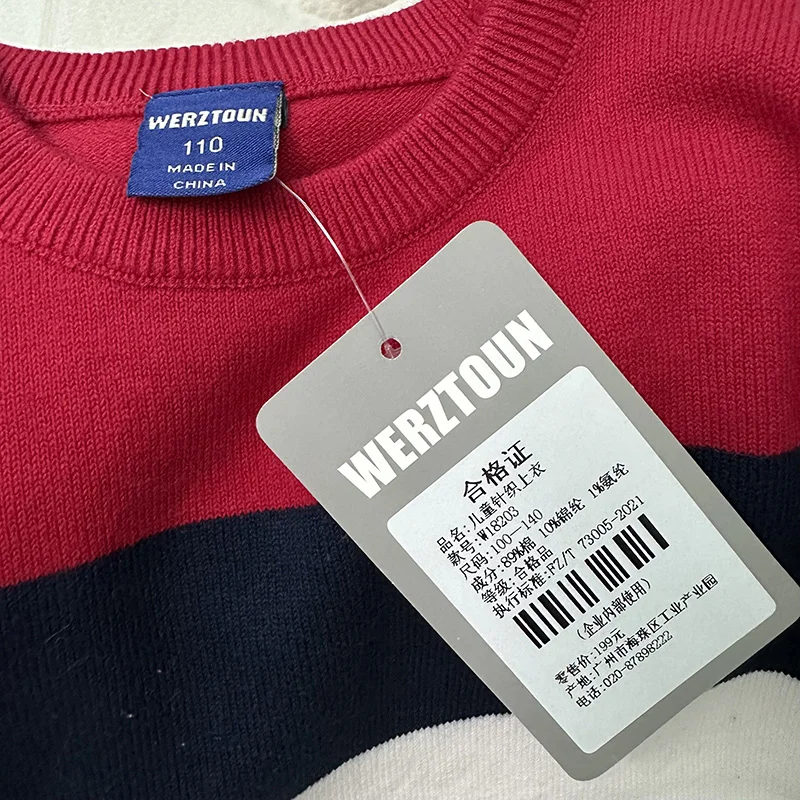 WERZTOUN
110
MADE IN
CHINA
WERZTOUN
合格证
品名:儿童针织上衣
款号:W18203
尺码:100-140
成分:89%棉 10%锦纶 1%氨纶
等级:合格品
执行标准:FZ/T 73005-2021
(企业内部使用)
零售价:199元
产地:广州市海珠区工业产业园
电话:020-87898222